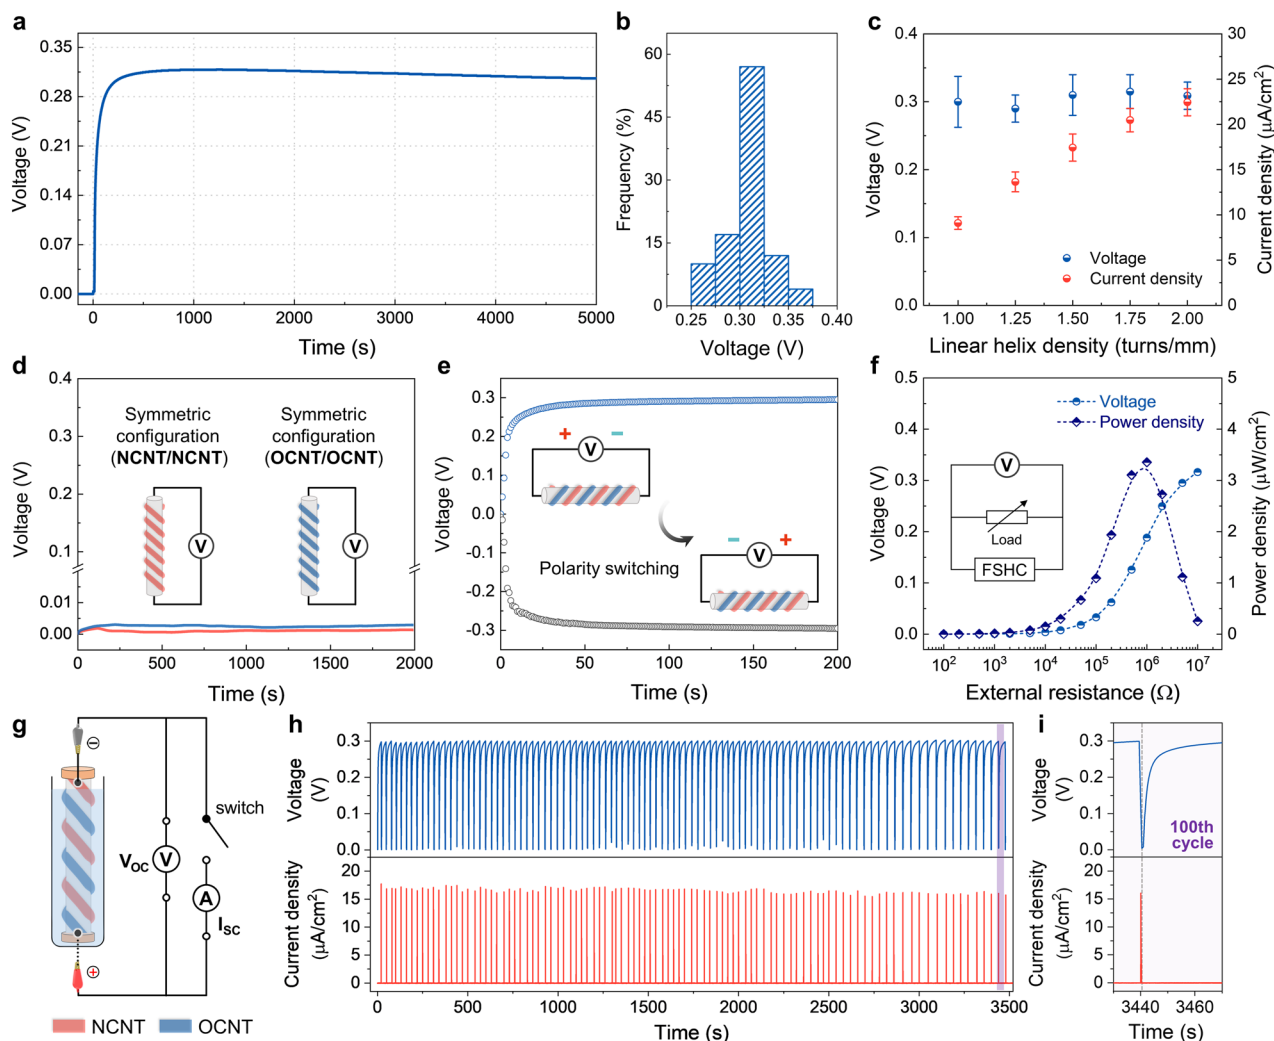 a
0.35
0.28
0.21
0.14
0.07
0.00
Voltage (V)
0
1000
2000
3000
4000
5000
Time (s)
b
60
45
30
15
0
Frequency (%)
0.25
0.30
0.35
0.40
Voltage (V)
c
0.4
0.3
0.2
0.1
0.0
Voltage (V)
30
25
20
15
10
5
0
Current density (μA/cm²)
Voltage
Current density
1.00
1.25
1.50
1.75
2.00
Linear helix density (turns/mm)
d
0.4
0.3
0.2
0.1
0.01
0.00
Voltage (V)
Symmetric
configuration
(NCNT/NCNT)
Symmetric
configuration
(OCNT/OCNT)
V
V
0
500
1000
1500
2000
Time (s)
e
0.3
0.2
0.1
0.0
-0.1
-0.2
-0.3
Voltage (V)
+ −
V
− +
V
Polarity switching
0
50
100
150
200
Time (s)
f
0.5
0.4
0.3
0.2
0.1
0.0
Voltage (V)
5
4
3
2
1
0
Power density (μW/cm²)
Voltage
Power density
V
Load
FSHC
10²
10³
10⁴
10⁵
10⁶
10⁷
External resistance (Ω)
g
−
switch
V_OC
V
A
I_SC
+
NCNT
OCNT
h
0.3
0.2
0.1
0.0
Voltage
(V)
20
15
10
5
0
Current density
(μA/cm²)
0
500
1000
1500
2000
2500
3000
3500
Time (s)
i
0.3
0.2
0.1
0.0
Voltage
(V)
100th
cycle
20
15
10
5
0
Current density
(μA/cm²)
3440
3460
Time (s)